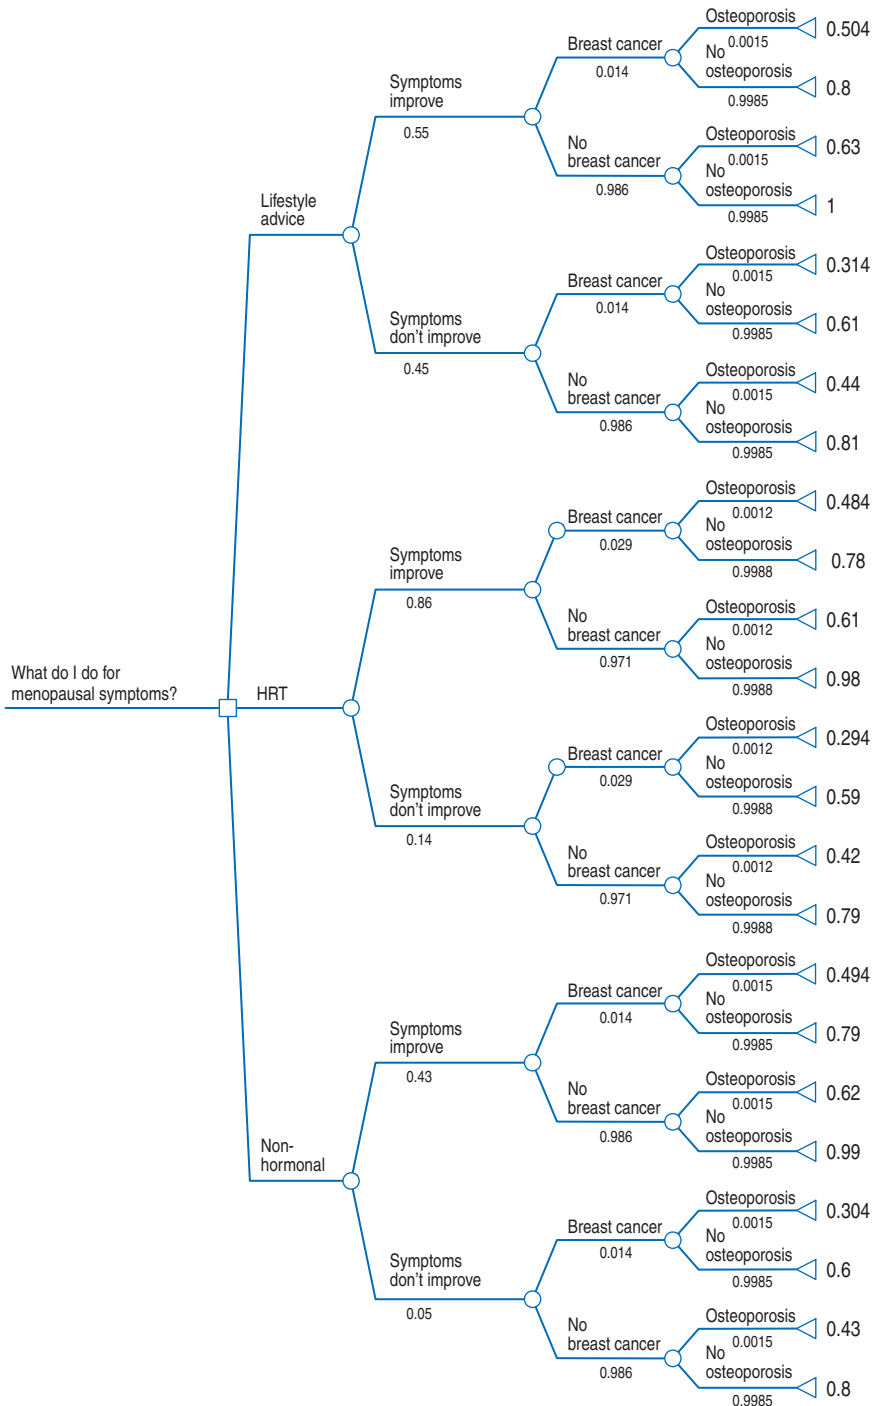 Osteoporosis
0.504
0.0015
Breast cancer
0.014
No
osteoporosis
0.8
0.9985
Symptoms
improve
0.55
Osteoporosis
0.63
0.0015
No
breast cancer
0.986
No
osteoporosis
1
0.9985
Lifestyle
advice
Osteoporosis
0.314
0.0015
Breast cancer
0.014
No
osteoporosis
0.61
0.9985
Symptoms
don't improve
0.45
Osteoporosis
0.44
0.0015
No
breast cancer
0.986
No
osteoporosis
0.81
0.9985
Osteoporosis
0.484
0.0012
Breast cancer
0.029
No
osteoporosis
0.78
0.9988
Symptoms
improve
0.86
Osteoporosis
0.61
0.0012
No
breast cancer
0.971
No
osteoporosis
0.98
0.9988
What do I do for
menopausal symptoms?
HRT
Osteoporosis
0.294
0.0012
Breast cancer
0.029
No
osteoporosis
0.59
0.9988
Symptoms
don't improve
0.14
Osteoporosis
0.42
0.0012
No
breast cancer
0.971
No
osteoporosis
0.79
0.9988
Osteoporosis
0.494
0.0015
Breast cancer
0.014
No
osteoporosis
0.79
0.9985
Symptoms
improve
0.43
Osteoporosis
0.62
0.0015
No
breast cancer
0.986
No
osteoporosis
0.99
0.9985
Non-
hormonal
Osteoporosis
0.304
0.0015
Breast cancer
0.014
No
osteoporosis
0.6
0.9985
Symptoms
don't improve
0.05
Osteoporosis
0.43
0.0015
No
breast cancer
0.986
No
osteoporosis
0.8
0.9985